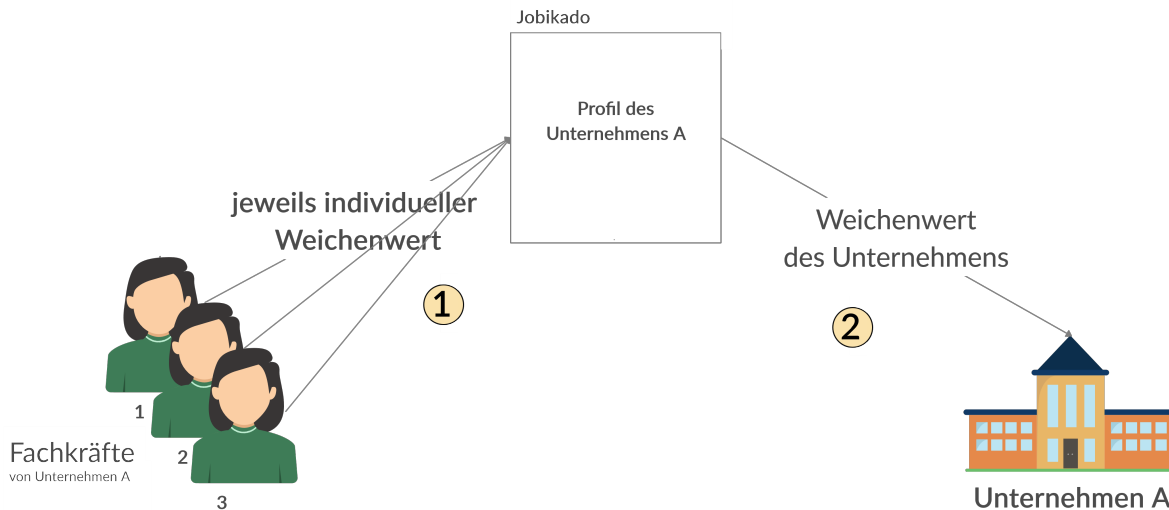 Jobikado
Profil des
Unternehmens A
jeweils individueller
Weichenwert
Weichenwert
des Unternehmens
1
2
1
Fachkräfte
2
von Unternehmen A
3
Unternehmen A